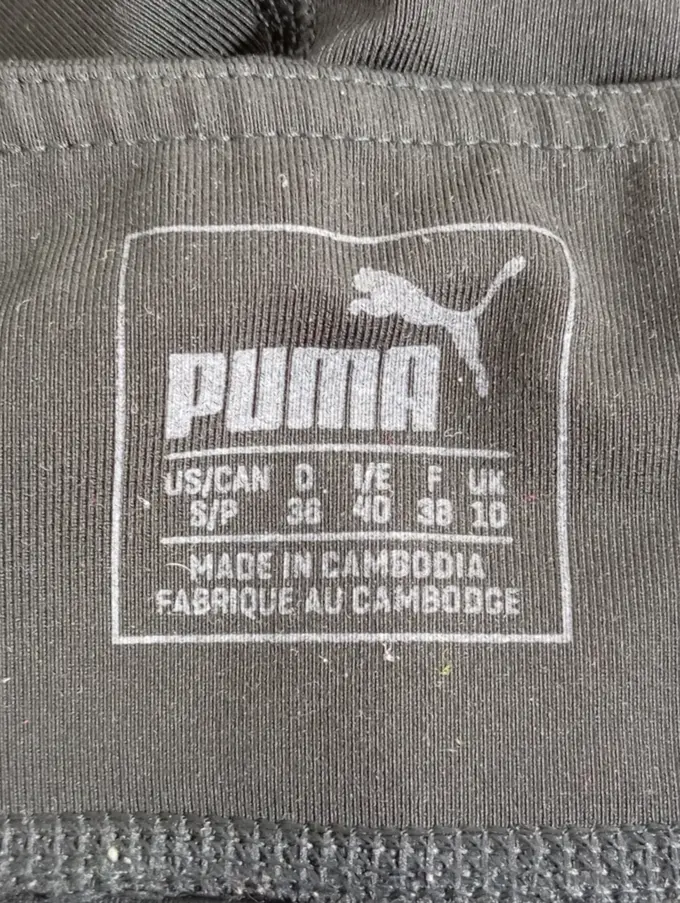 PUMA
US/CAN D I/E F UK
S/P 36 40 38 10
MADE IN CAMBODIA
FABRIQUE AU CAMBODGE